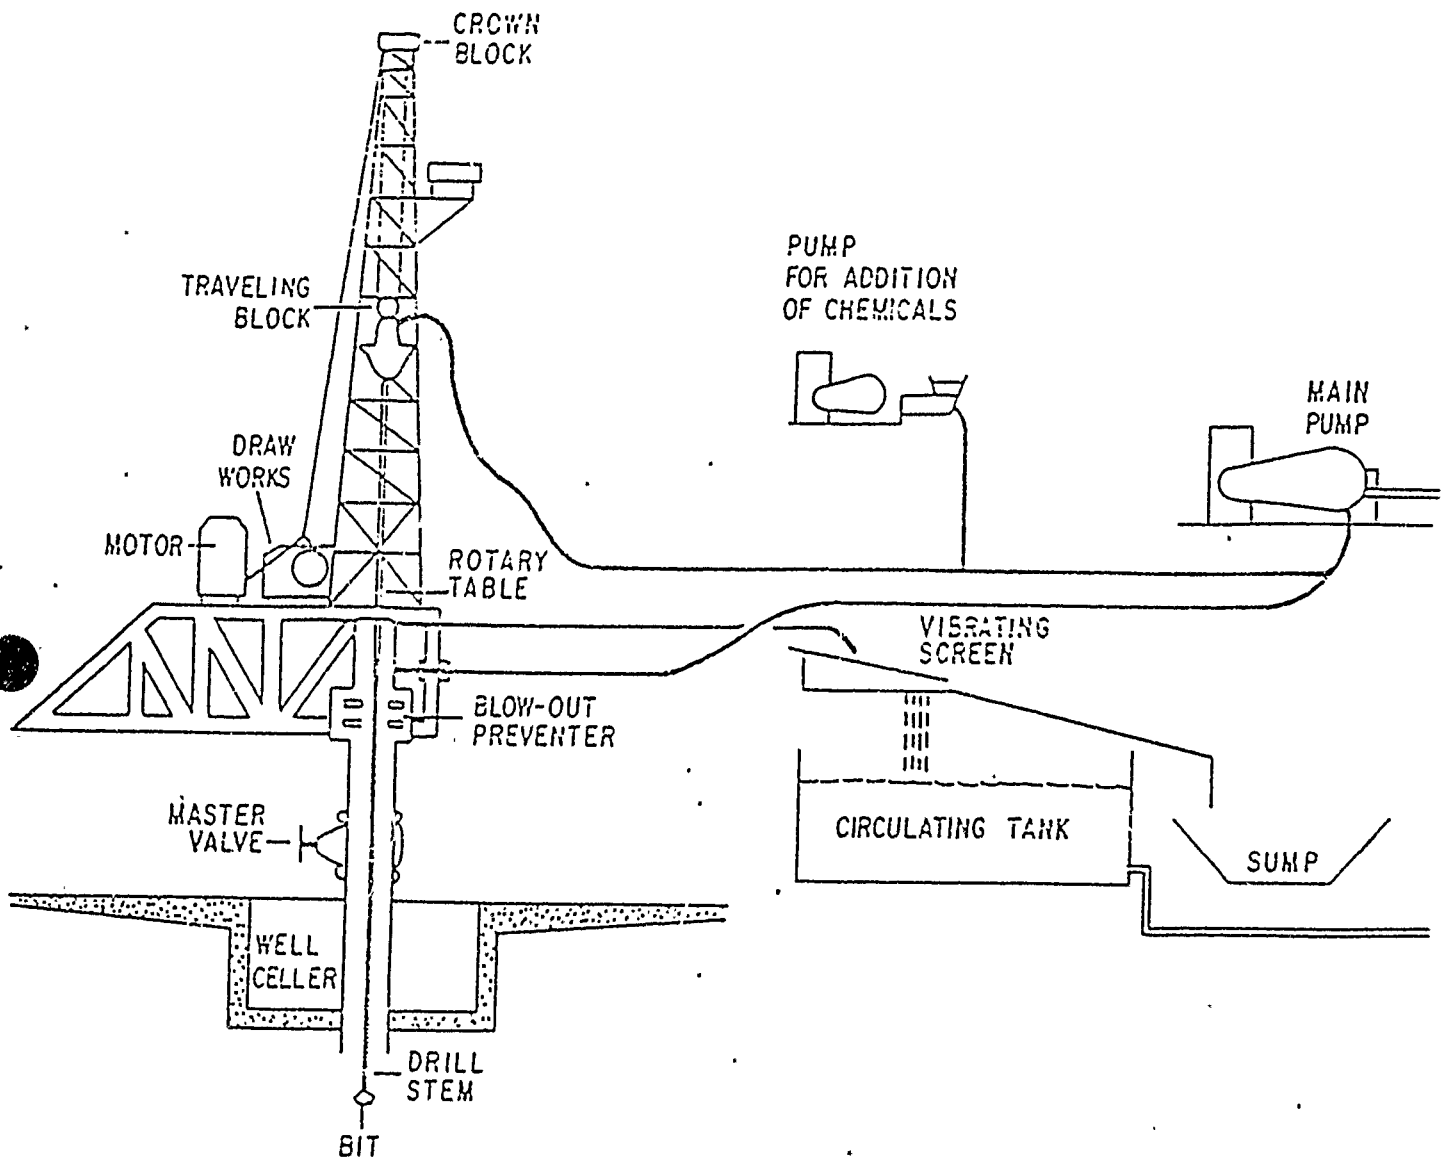 CROWN
BLOCK
TRAVELING
BLOCK
PUMP
FOR ADDITION
OF CHEMICALS
MAIN
PUMP
DRAW
WORKS
MOTOR
ROTARY
TABLE
VIBRATING
SCREEN
BLOW-OUT
PREVENTER
MASTER
VALVE
CIRCULATING TANK
SUMP
WELL
CELLER
DRILL
STEM
BIT